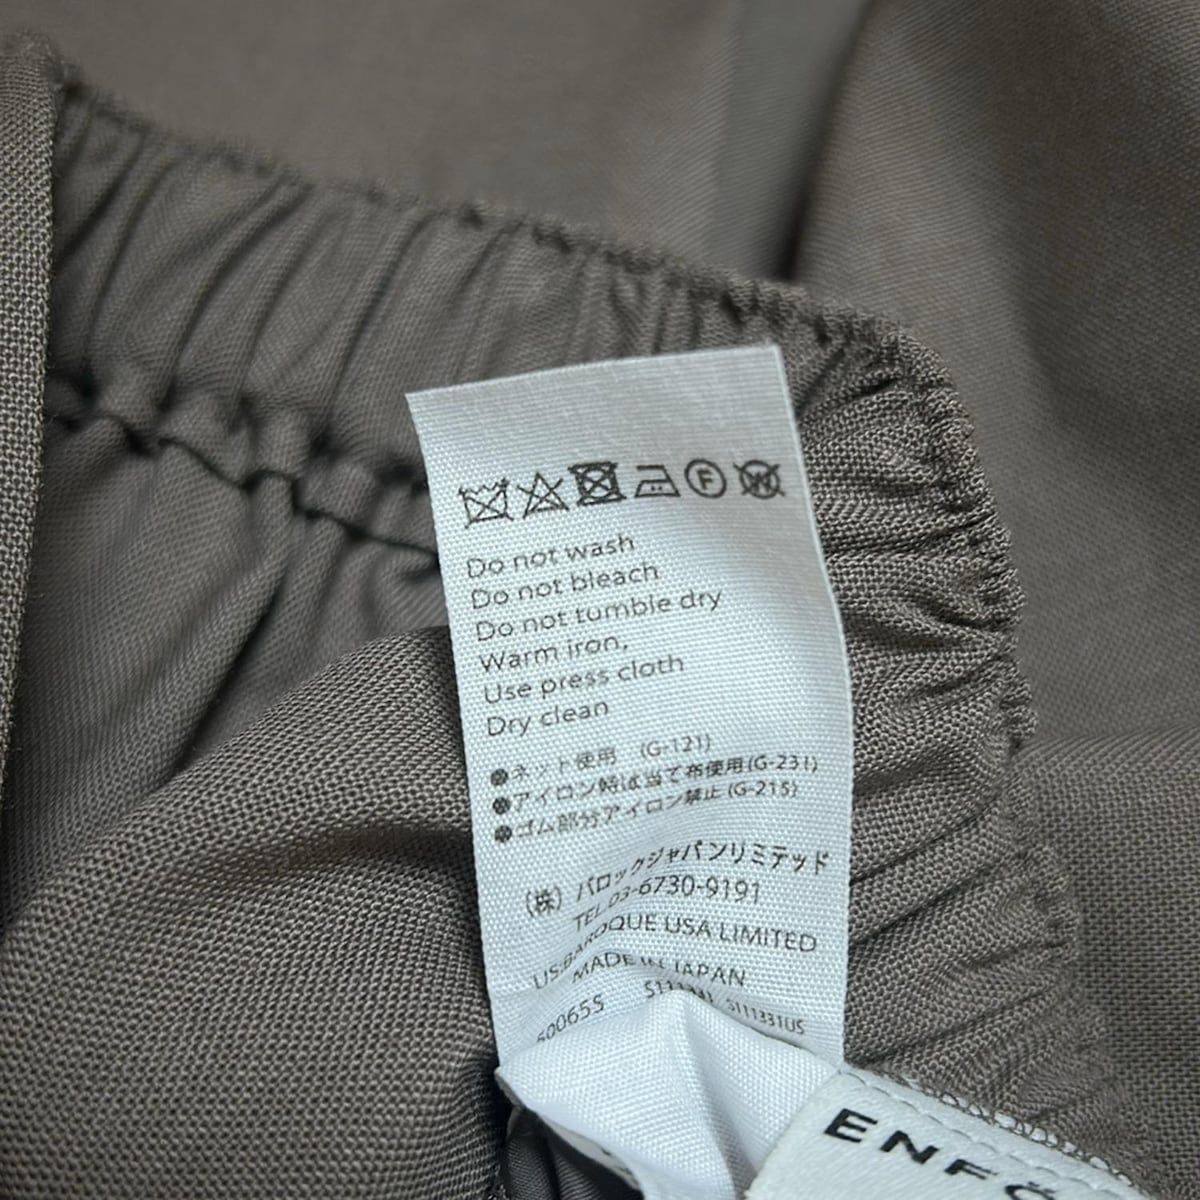 F W
Do not wash
Do not bleach
Do not tumble dry
Warm iron,
Use press cloth
Dry clean
●ネット使用 (G-121)
●アイロン時は当て布使用(G-231)
●ゴム部分アイロン禁止(G-215)
(株) バロックジャパンリミテッド
TEL 03-6730-9191
US:BAROQUE USA LIMITED
MADE IN JAPAN
S111331US